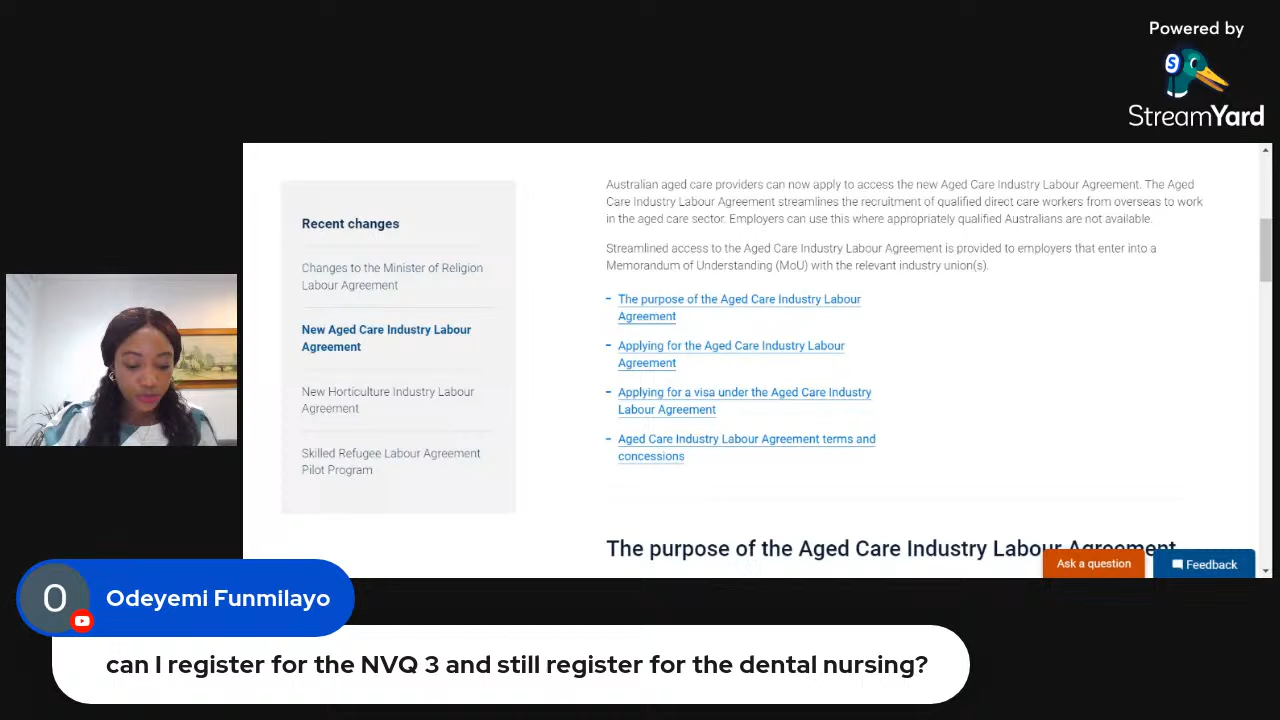 Powered by
S
StreamYard
Recent changes
Changes to the Minister of Religion
Labour Agreement
New Aged Care Industry Labour
Agreement
New Horticulture Industry Labour
Agreement
Skilled Refugee Labour Agreement
Pilot Program
Australian aged care providers can now apply to access the new Aged Care Industry Labour Agreement. The Aged
Care Industry Labour Agreement streamlines the recruitment of qualified direct care workers from overseas to work
in the aged care sector. Employers can use this where appropriately qualified Australians are not available.
Streamlined access to the Aged Care Industry Labour Agreement is provided to employers that enter into a
Memorandum of Understanding (MoU) with the relevant industry union(s).
- The purpose of the Aged Care Industry Labour
Agreement
- Applying for the Aged Care Industry Labour
Agreement
- Applying for a visa under the Aged Care Industry
Labour Agreement
- Aged Care Industry Labour Agreement terms and
concessions
The purpose of the Aged Care Industry Labour Agreement
Ask a question
Feedback
O
Odeyemi Funmilayo
can I register for the NVQ 3 and still register for the dental nursing?